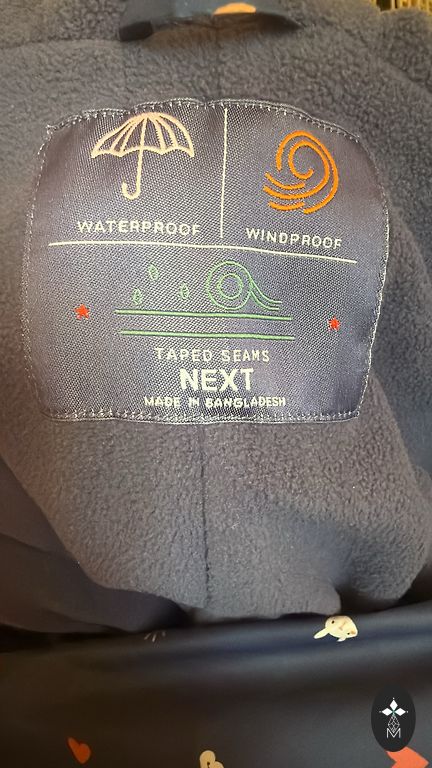 WATERPROOF
WINDPROOF
TAPED SEAMS
NEXT
MADE IN BANGLADESH